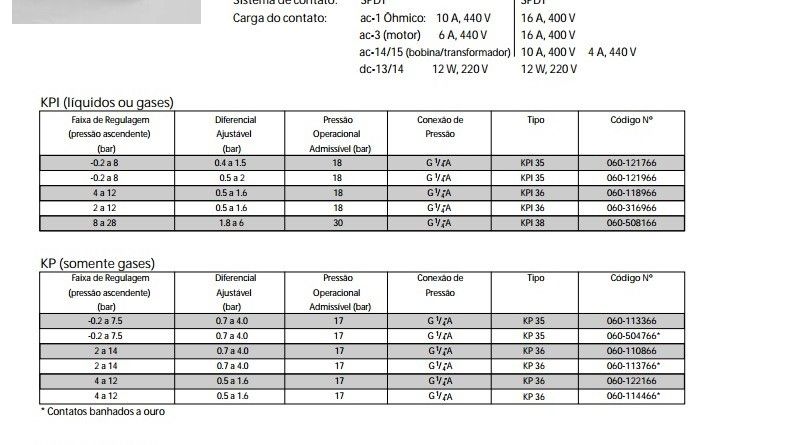 Sistema de contato: SPDT SPDT
Carga do contato: ac-1 Ôhmico: 10 A, 440 V 16 A, 400 V
ac-3 (motor) 6 A, 440 V 16 A, 400 V
ac-14/15 (bobina/transformador) 10 A, 400 V 4 A, 440 V
dc-13/14 12 W, 220 V 12 W, 220 V
KPI (líquidos ou gases)
Faixa de Regulagem Diferencial Pressão Conexão de Tipo Código Nº
(pressão ascendente) Ajustável Operacional Pressão
(bar) (bar) Admissível (bar)
-0.2 a 8 0.4 a 1.5 18 G 1/4 A KPI 35 060-121766
-0.2 a 8 0.5 a 2 18 G 1/4 A KPI 35 060-121966
4 a 12 0.5 a 1.6 18 G 1/4 A KPI 36 060-118966
2 a 12 0.5 a 1.6 18 G 1/4 A KPI 36 060-316966
8 a 28 1.8 a 6 30 G 1/4 A KPI 38 060-508166
KP (somente gases)
Faixa de Regulagem Diferencial Pressão Conexão de Tipo Código Nº
(pressão ascendente) Ajustável Operacional Pressão
(bar) (bar) Admissível (bar)
-0.2 a 7.5 0.7 a 4.0 17 G 1/4 A KP 35 060-113366
-0.2 a 7.5 0.7 a 4.0 17 G 1/4 A KP 35 060-504766*
2 a 14 0.7 a 4.0 17 G 1/4 A KP 36 060-110866
2 a 14 0.7 a 4.0 17 G 1/4 A KP 36 060-113766*
4 a 12 0.5 a 1.6 17 G 1/4 A KP 36 060-122166
4 a 12 0.5 a 1.6 17 G 1/4 A KP 36 060-114466*
* Contatos banhados a ouro